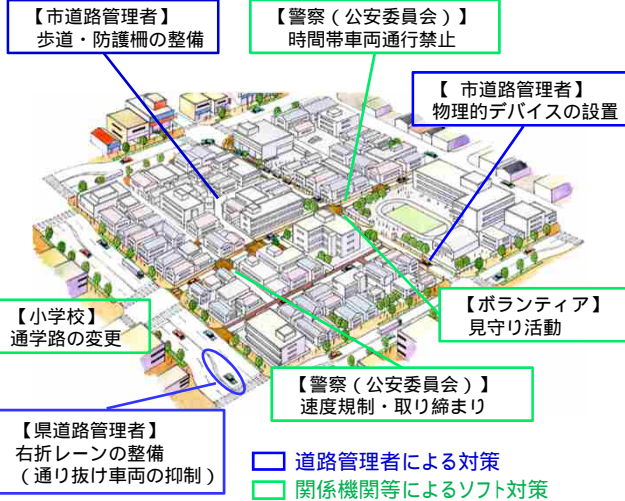 【市道路管理者】
歩道・防護柵の整備
【警察(公安委員会)】
時間帯車両通行禁止
【 市道路管理者】
物理的デバイスの設置
【小学校】
通学路の変更
【ボランティア】
見守り活動
【警察(公安委員会)】
速度規制・取り締まり
【県道路管理者】
右折レーンの整備
(通り抜け車両の抑制)
道路管理者による対策
関係機関等によるソフト対策